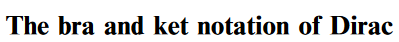 The bra and ket notation of Dirac